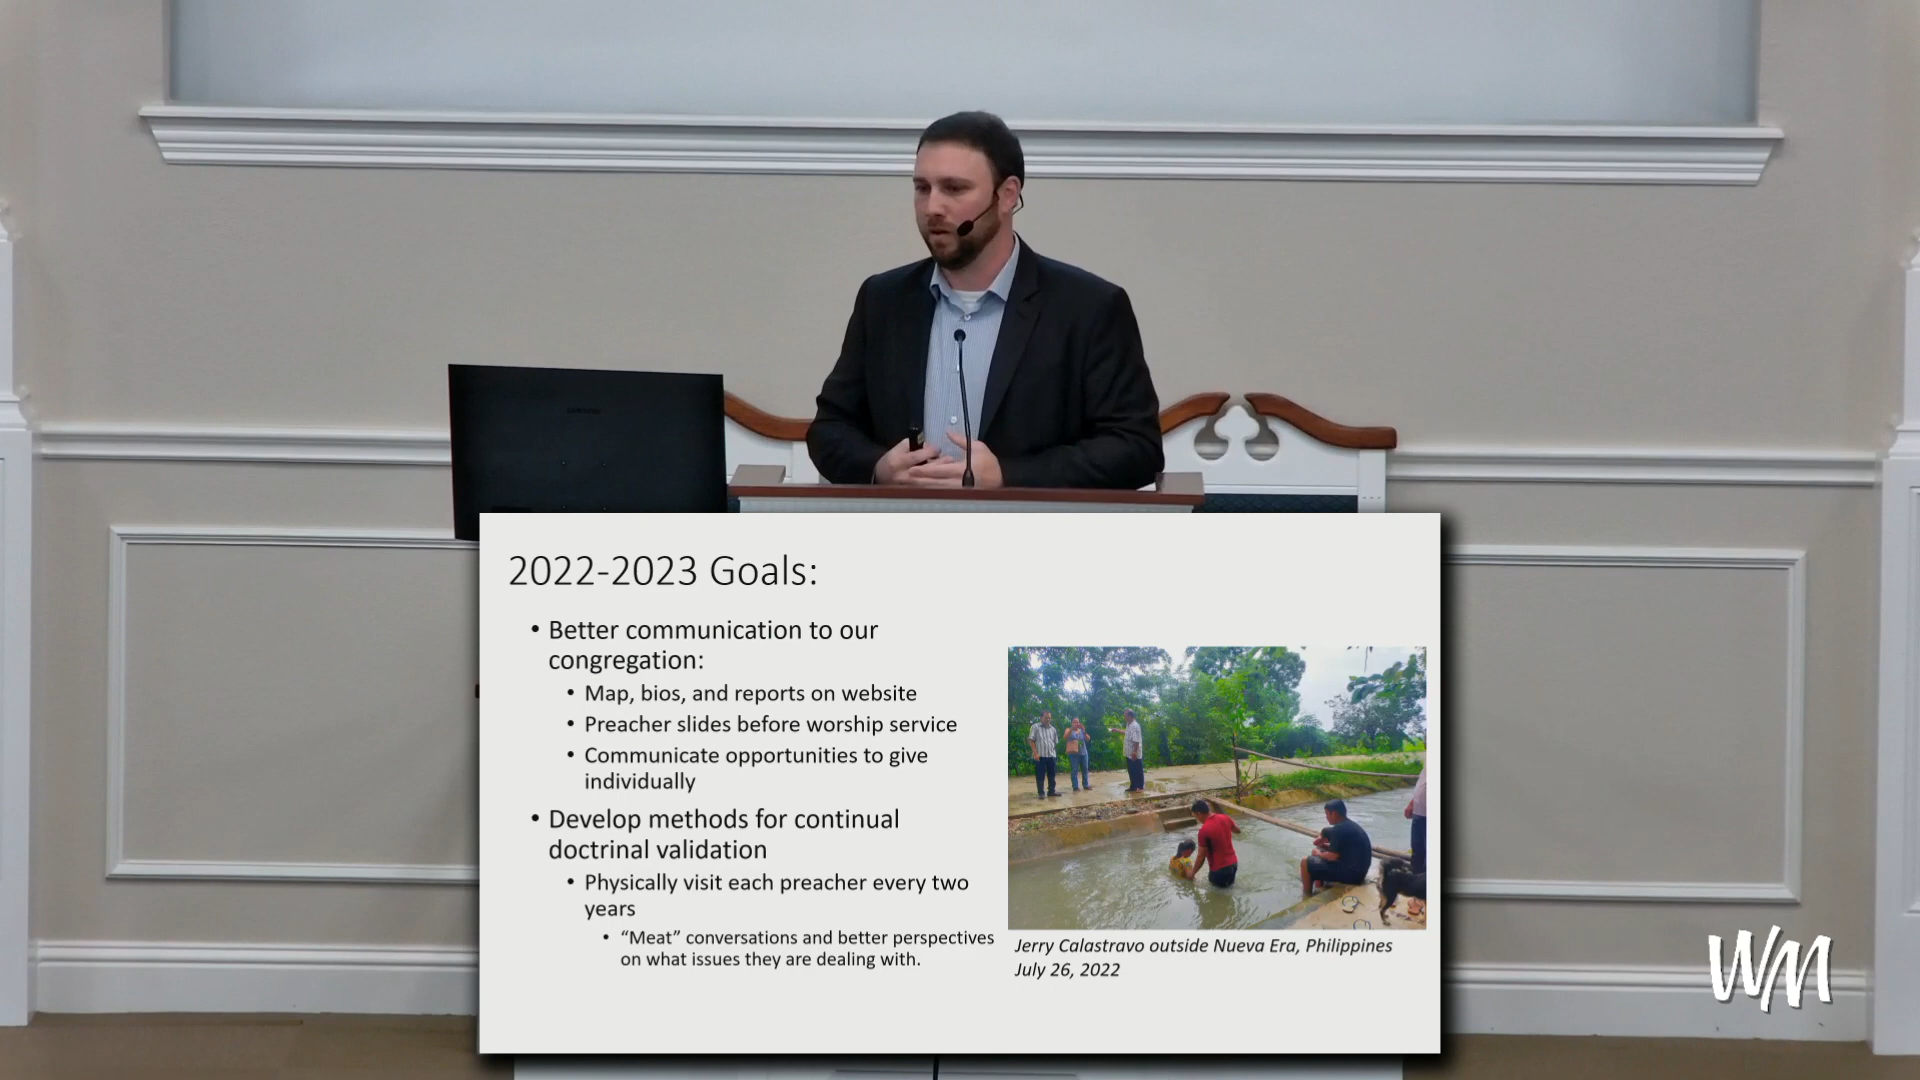 2022-2023 Goals:
• Better communication to our
congregation:
• Map, bios, and reports on website
• Preacher slides before worship service
• Communicate opportunities to give
individually
• Develop methods for continual
doctrinal validation
• Physically visit each preacher every two
years
• “Meat” conversations and better perspectives
on what issues they are dealing with.
Jerry Calastravo outside Nueva Era, Philippines
July 26, 2022
WM